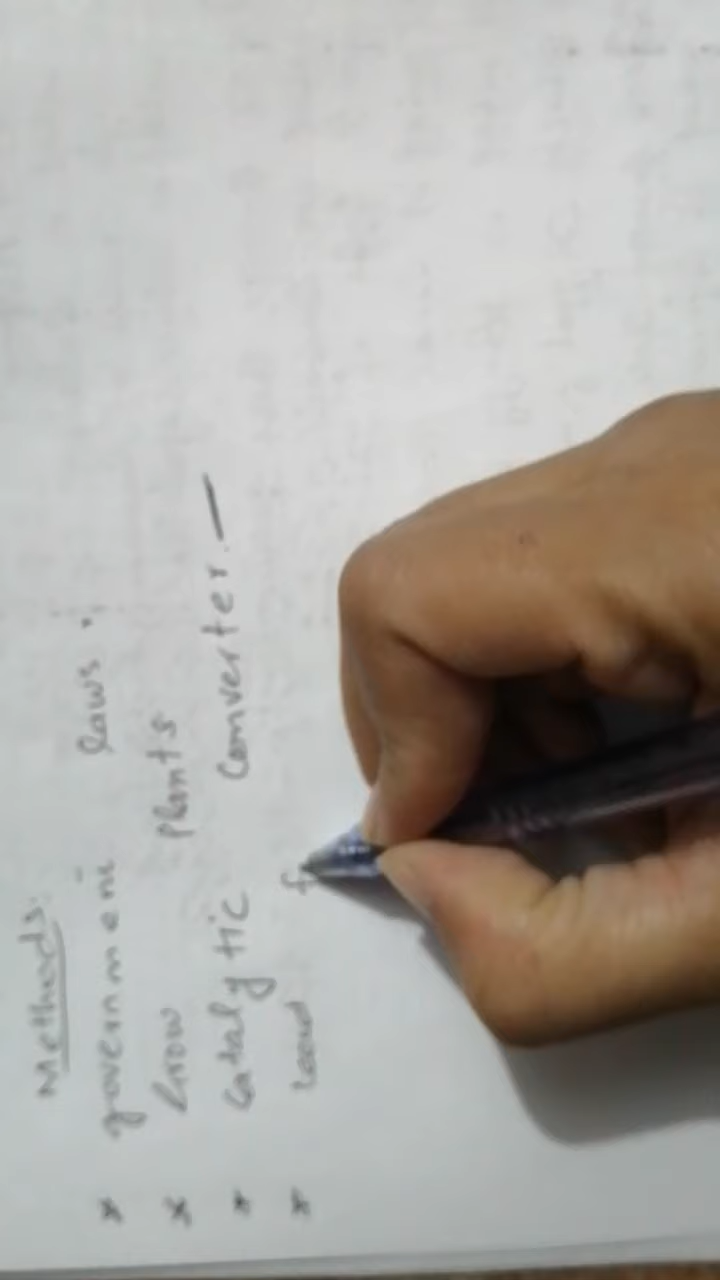 Methods:
* government laws.
* Grow plants
* Catalytic Converter. —
* Lead f